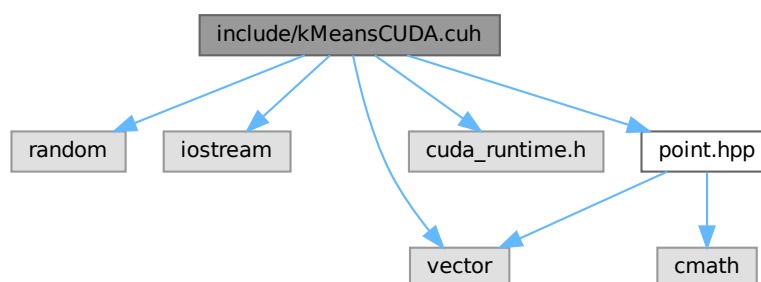 include/kMeansCUDA.cuh
random
iostream
cuda_runtime.h
point.hpp
vector
cmath